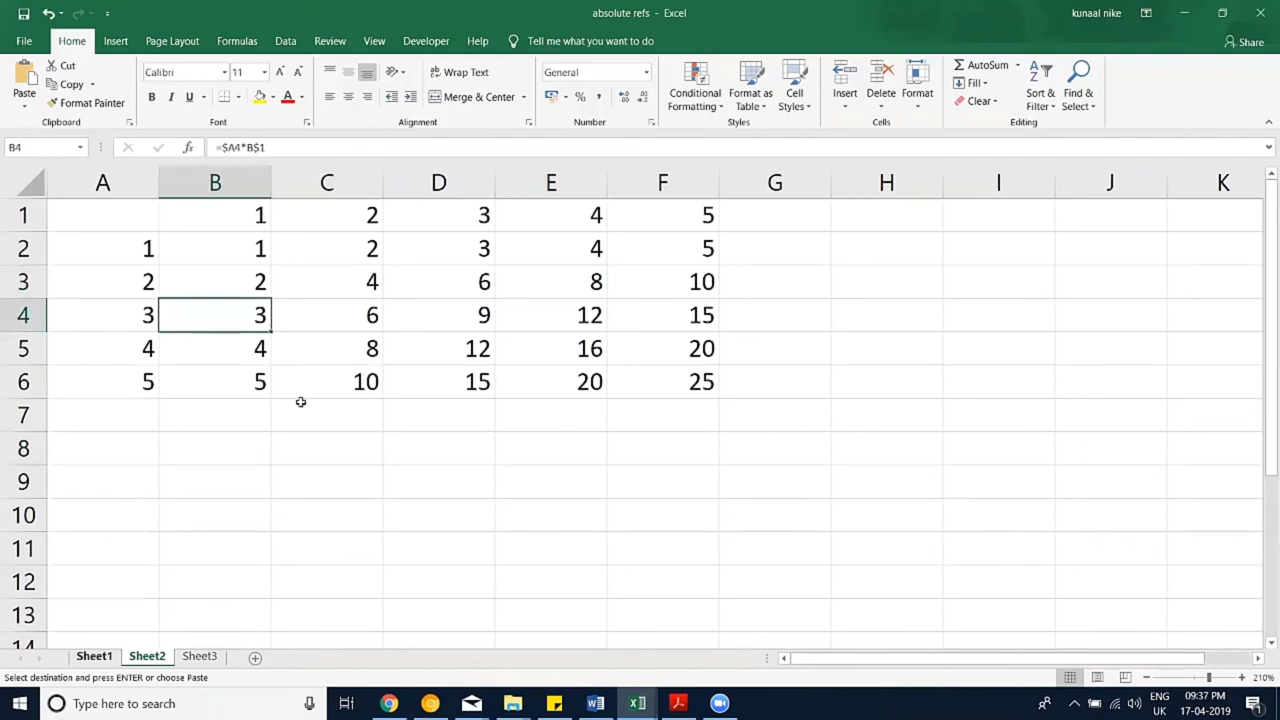 absolute refs - Excel
kunaal nike
File Home Insert Page Layout Formulas Data Review View Developer Help Tell me what you want to do Share
Paste
Cut
Copy
Format Painter
Clipboard
Calibri 11
B I U
Font
Wrap Text
Merge & Center
Alignment
General
%
Number
Conditional Formatting
Format as Table
Cell Styles
Styles
Insert
Delete
Format
Cells
AutoSum
Fill
Clear
Sort & Filter
Find & Select
Editing
B4 fx =$A4*B$1
A B C D E F G H I J K
1 1 2 3 4 5
2 1 1 2 3 4 5
3 2 2 4 6 8 10
4 3 3 6 9 12 15
5 4 4 8 12 16 20
6 5 5 10 15 20 25
7
8
9
10
11
12
13
14
Sheet1 Sheet2 Sheet3
Select destination and press ENTER or choose Paste 210%
Type here to search
ENG 09:37 PM
UK 17-04-2019